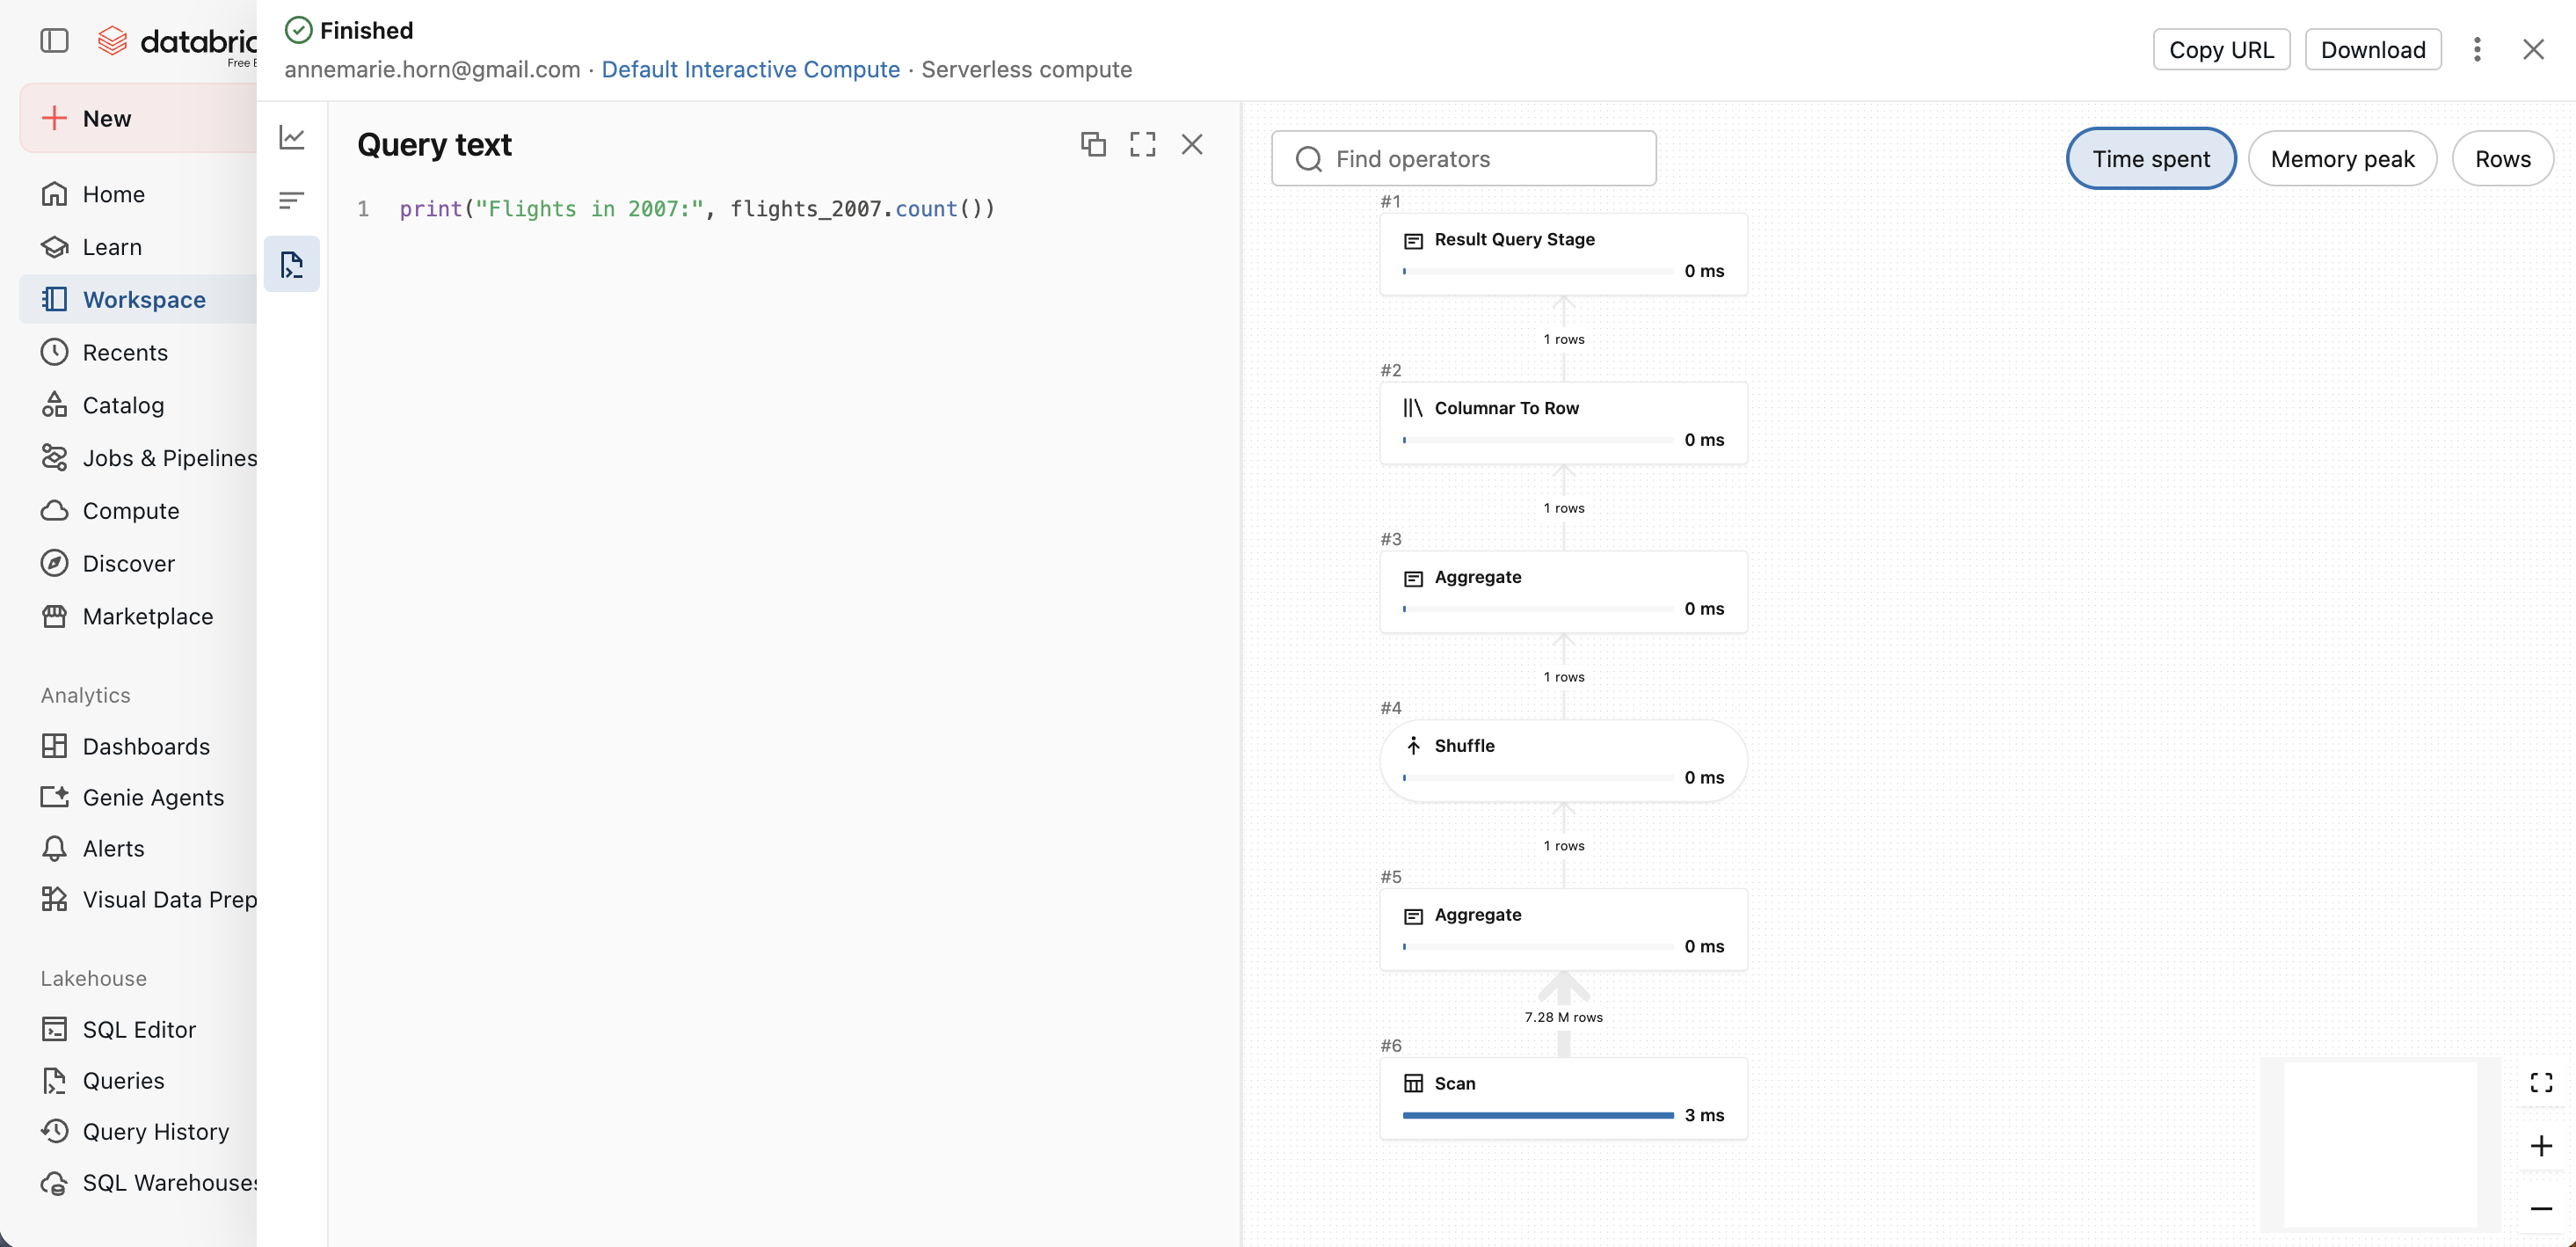 databric
Free E
New
Home
Learn
Workspace
Recents
Catalog
Jobs & Pipelines
Compute
Discover
Marketplace
Analytics
Dashboards
Genie Agents
Alerts
Visual Data Prep
Lakehouse
SQL Editor
Queries
Query History
SQL Warehouses
Finished
annemarie.horn@gmail.com · Default Interactive Compute · Serverless compute
Copy URL
Download
Query text
1 print("Flights in 2007:", flights_2007.count())
Find operators
Time spent
Memory peak
Rows
#1
Result Query Stage
0 ms
1 rows
#2
Columnar To Row
0 ms
1 rows
#3
Aggregate
0 ms
1 rows
#4
Shuffle
0 ms
1 rows
#5
Aggregate
0 ms
7.28 M rows
#6
Scan
3 ms